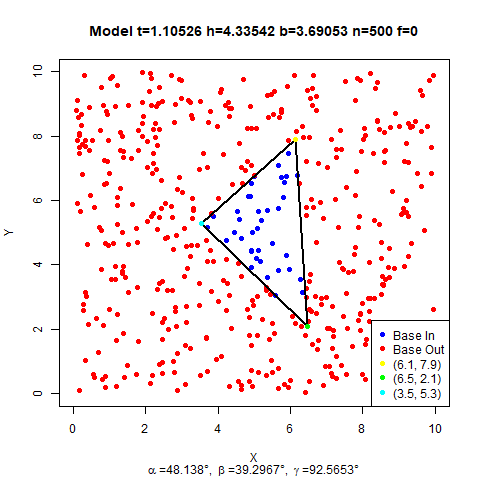 Model t=1.10526 h=4.33542 b=3.69053 n=500 f=0
10
8
6
4
2
0
Y
Base In
Base Out
(6.1, 7.9)
(6.5, 2.1)
(3.5, 5.3)
0 2 4 6 8 10
X
α=48.138°, β=39.2967°, γ=92.5653°